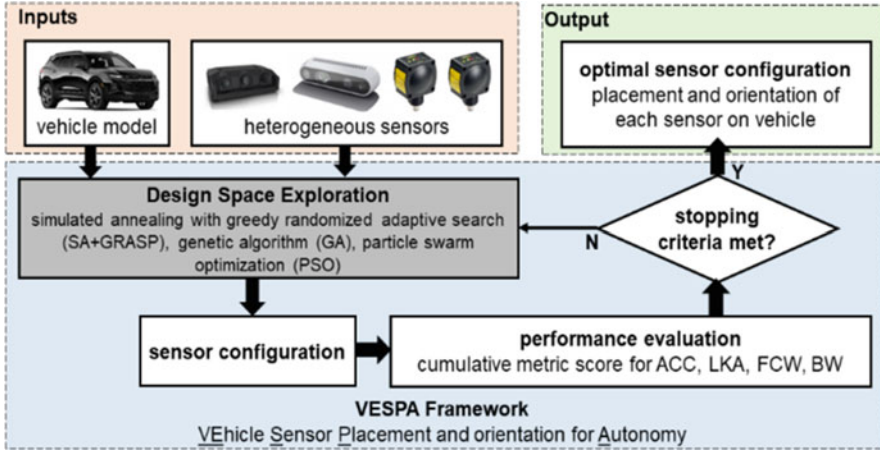 Inputs
Output
vehicle model
heterogeneous sensors
optimal sensor configuration
placement and orientation of
each sensor on vehicle
Design Space Exploration
simulated annealing with greedy randomized adaptive search
(SA+GRASP), genetic algorithm (GA), particle swarm
optimization (PSO)
Y
stopping
criteria met?
N
sensor configuration
performance evaluation
cumulative metric score for ACC, LKA, FCW, BW
VESPA Framework
VEhicle Sensor Placement and orientation for Autonomy